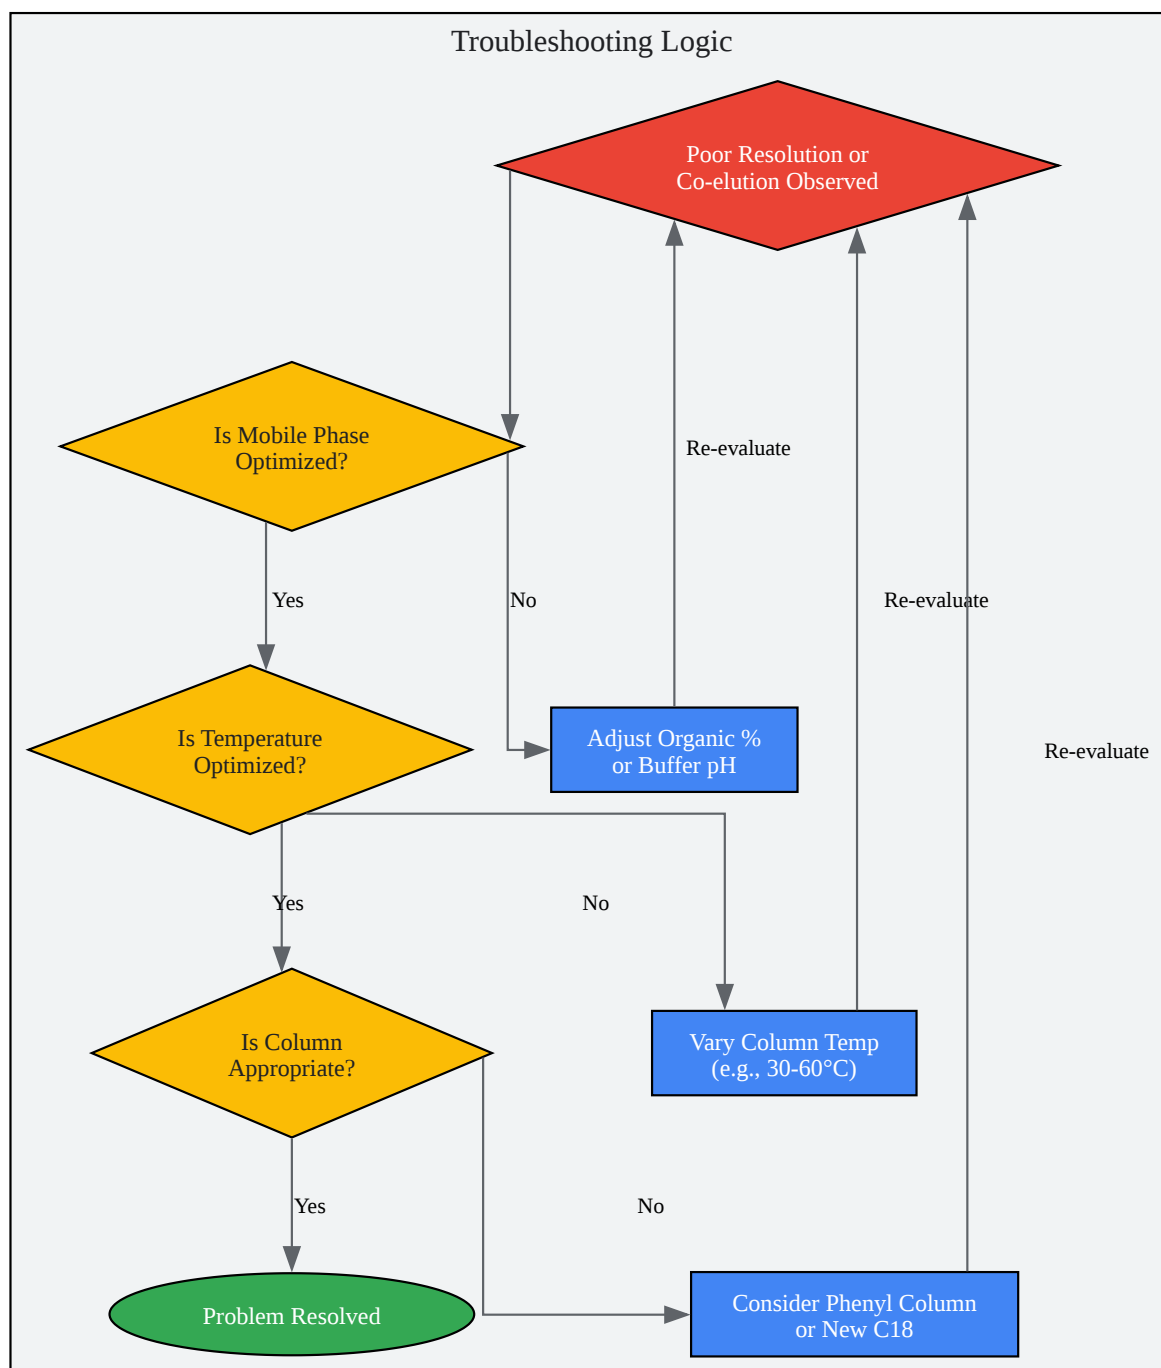 Troubleshooting Logic
Poor Resolution or
Co-elution Observed
Is Mobile Phase
Optimized?
Re-evaluate
Yes
No
Re-evaluate
Is Temperature
Optimized?
Adjust Organic %
or Buffer pH
Re-evaluate
Yes
No
Is Column
Appropriate?
Vary Column Temp
(e.g., 30-60°C)
Yes
No
Problem Resolved
Consider Phenyl Column
or New C18